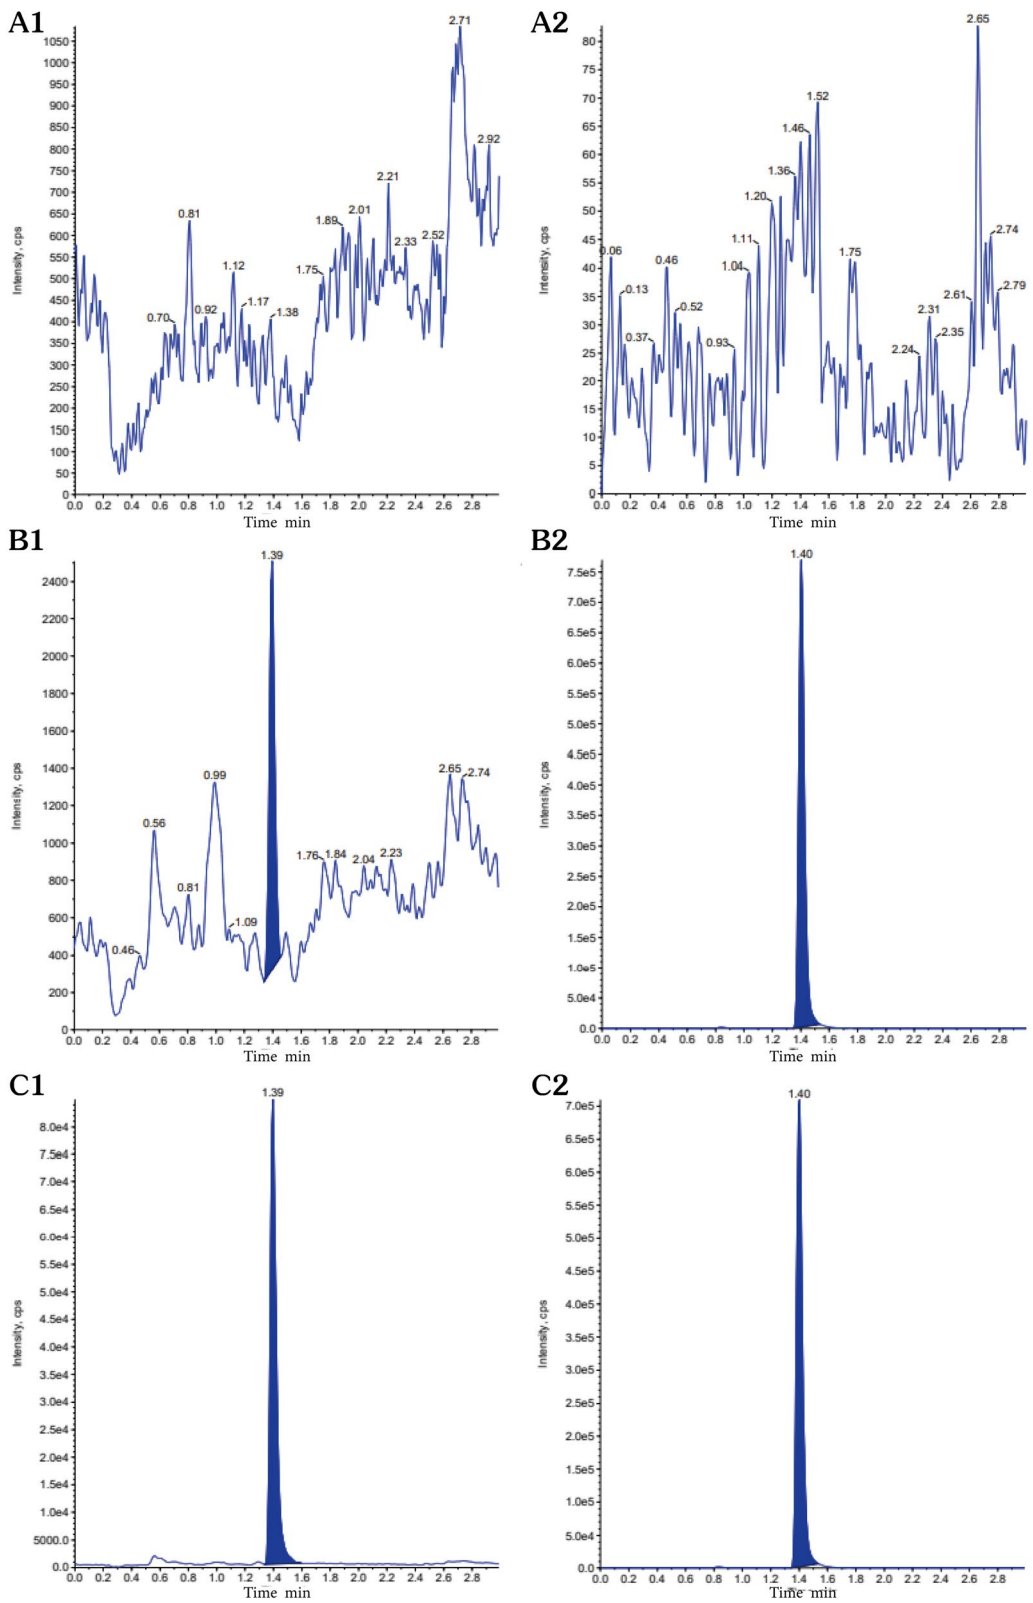 A1
1050
1000
950
900
850
800
750
700
650
600
550
500
450
400
350
300
250
200
150
100
50
0
Intensity, cps
2.71
2.92
2.21
0.81
2.01
1.89
2.52
2.33
1.75
1.12
1.17
0.92
1.38
0.70
0.0 0.2 0.4 0.6 0.8 1.0 1.2 1.4 1.6 1.8 2.0 2.2 2.4 2.6 2.8
Time min
A2
80
75
70
65
60
55
50
45
40
35
30
25
20
15
10
5
0
Intensity, cps
2.65
1.52
1.46
1.36
1.20
1.11
2.74
0.06
1.75
1.04
0.46
0.13
2.79
2.61
0.52
2.31
0.37
2.35
0.93
2.24
0.0 0.2 0.4 0.6 0.8 1.0 1.2 1.4 1.6 1.8 2.0 2.2 2.4 2.6 2.8
Time min
B1
2400
2200
2000
1800
1600
1400
1200
1000
800
600
400
200
0
Intensity, cps
1.39
0.99
2.65
2.74
0.56
1.76
1.84
2.04
2.23
0.81
1.09
0.46
0.0 0.2 0.4 0.6 0.8 1.0 1.2 1.4 1.6 1.8 2.0 2.2 2.4 2.6 2.8
Time min
B2
7.5e5
7.0e5
6.5e5
6.0e5
5.5e5
5.0e5
4.5e5
4.0e5
3.5e5
3.0e5
2.5e5
2.0e5
1.5e5
1.0e5
5.0e4
0.0
Intensity, cps
1.40
0.0 0.2 0.4 0.6 0.8 1.0 1.2 1.4 1.6 1.8 2.0 2.2 2.4 2.6 2.8
Time min
C1
8.0e4
7.5e4
7.0e4
6.5e4
6.0e4
5.5e4
5.0e4
4.5e4
4.0e4
3.5e4
3.0e4
2.5e4
2.0e4
1.5e4
1.0e4
5000.0
0.0
Intensity, cps
1.39
0.0 0.2 0.4 0.6 0.8 1.0 1.2 1.4 1.6 1.8 2.0 2.2 2.4 2.6 2.8
Time min
C2
7.0e5
6.5e5
6.0e5
5.5e5
5.0e5
4.5e5
4.0e5
3.5e5
3.0e5
2.5e5
2.0e5
1.5e5
1.0e5
5.0e4
0.0
Intensity, cps
1.40
0.0 0.2 0.4 0.6 0.8 1.0 1.2 1.4 1.6 1.8 2.0 2.2 2.4 2.6 2.8
Time min